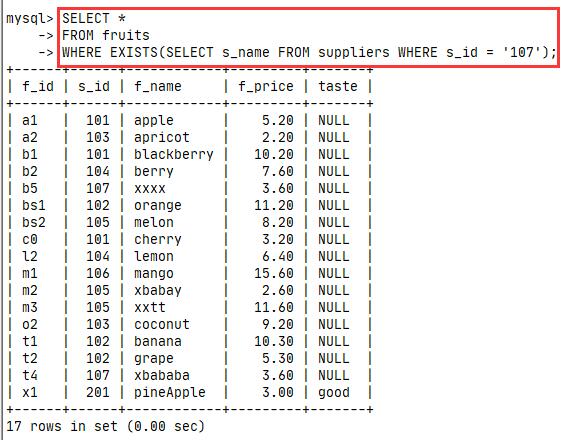 mysql> SELECT *
    -> FROM fruits
    -> WHERE EXISTS(SELECT s_name FROM suppliers WHERE s_id = '107');
+------+------+------------+---------+-------+
| f_id | s_id | f_name     | f_price | taste |
+------+------+------------+---------+-------+
| a1   |  101 | apple      |    5.20 | NULL  |
| a2   |  103 | apricot    |    2.20 | NULL  |
| b1   |  101 | blackberry |   10.20 | NULL  |
| b2   |  104 | berry      |    7.60 | NULL  |
| b5   |  107 | xxxx       |    3.60 | NULL  |
| bs1  |  102 | orange     |   11.20 | NULL  |
| bs2  |  105 | melon      |    8.20 | NULL  |
| c0   |  101 | cherry     |    3.20 | NULL  |
| l2   |  104 | lemon      |    6.40 | NULL  |
| m1   |  106 | mango      |   15.60 | NULL  |
| m2   |  105 | xbabay     |    2.60 | NULL  |
| m3   |  105 | xxtt       |   11.60 | NULL  |
| o2   |  103 | coconut    |    9.20 | NULL  |
| t1   |  102 | banana     |   10.30 | NULL  |
| t2   |  102 | grape      |    5.30 | NULL  |
| t4   |  107 | xbababa    |    3.60 | NULL  |
| x1   |  201 | pineApple  |    3.00 | good  |
+------+------+------------+---------+-------+
17 rows in set (0.00 sec)